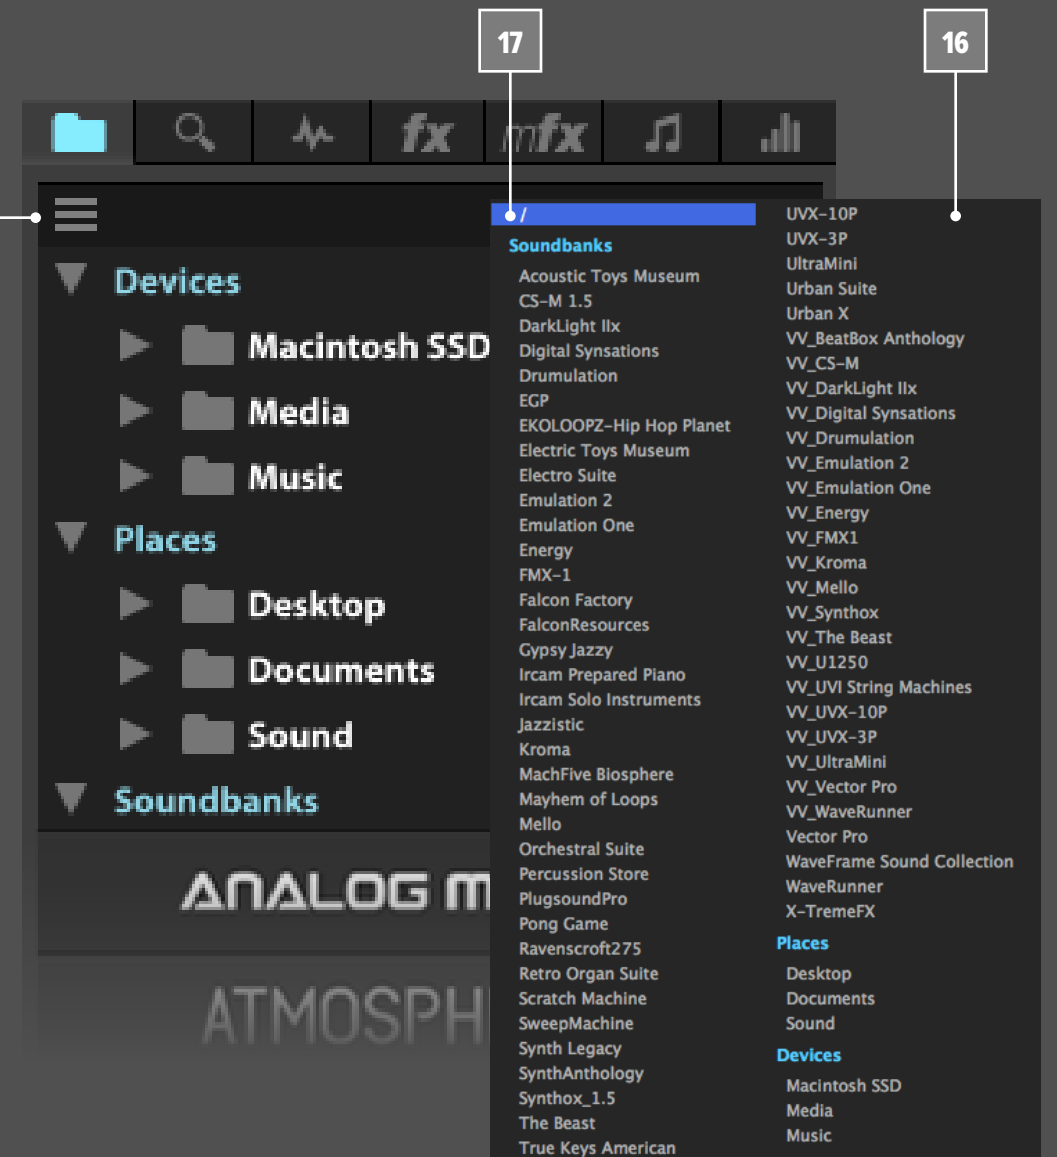 17
16
fx
mfx
Devices
Macintosh SSD
Media
Music
Places
Desktop
Documents
Sound
Soundbanks
ANALOG M
ATMOSPH
/
Soundbanks
Acoustic Toys Museum
CS-M 1.5
DarkLight IIx
Digital Synsations
Drumulation
EGP
EKOLOOPZ-Hip Hop Planet
Electric Toys Museum
Electro Suite
Emulation 2
Emulation One
Energy
FMX-1
Falcon Factory
FalconResources
Gypsy Jazzy
Ircam Prepared Piano
Ircam Solo Instruments
Jazzistic
Kroma
MachFive Biosphere
Mayhem of Loops
Mello
Orchestral Suite
Percussion Store
PlugsoundPro
Pong Game
Ravenscroft275
Retro Organ Suite
Scratch Machine
SweepMachine
Synth Legacy
SynthAnthology
Synthox_1.5
The Beast
True Keys American
UVX-10P
UVX-3P
UltraMini
Urban Suite
Urban X
VV_BeatBox Anthology
VV_CS-M
VV_DarkLight IIx
VV_Digital Synsations
VV_Drumulation
VV_Emulation 2
VV_Emulation One
VV_Energy
VV_FMX1
VV_Kroma
VV_Mello
VV_Synthox
VV_The Beast
VV_U1250
VV_UVI String Machines
VV_UVX-10P
VV_UVX-3P
VV_UltraMini
VV_Vector Pro
VV_WaveRunner
Vector Pro
WaveFrame Sound Collection
WaveRunner
X-TremeFX
Places
Desktop
Documents
Sound
Devices
Macintosh SSD
Media
Music